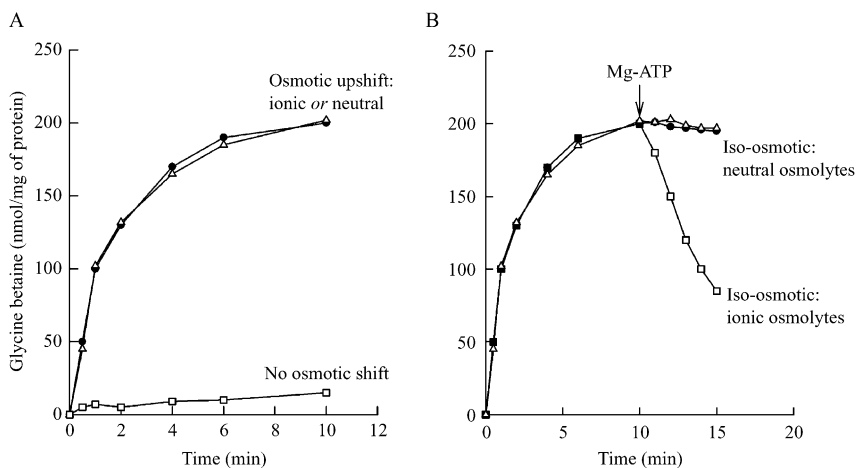 A
Glycine betaine (nmol/mg of protein)
250
200
150
100
50
0
Osmotic upshift:
ionic or neutral
No osmotic shift
0 2 4 6 8 10 12
Time (min)
B
250
200
150
100
50
0
Mg-ATP
Iso-osmotic:
neutral osmolytes
Iso-osmotic:
ionic osmolytes
0 5 10 15 20
Time (min)